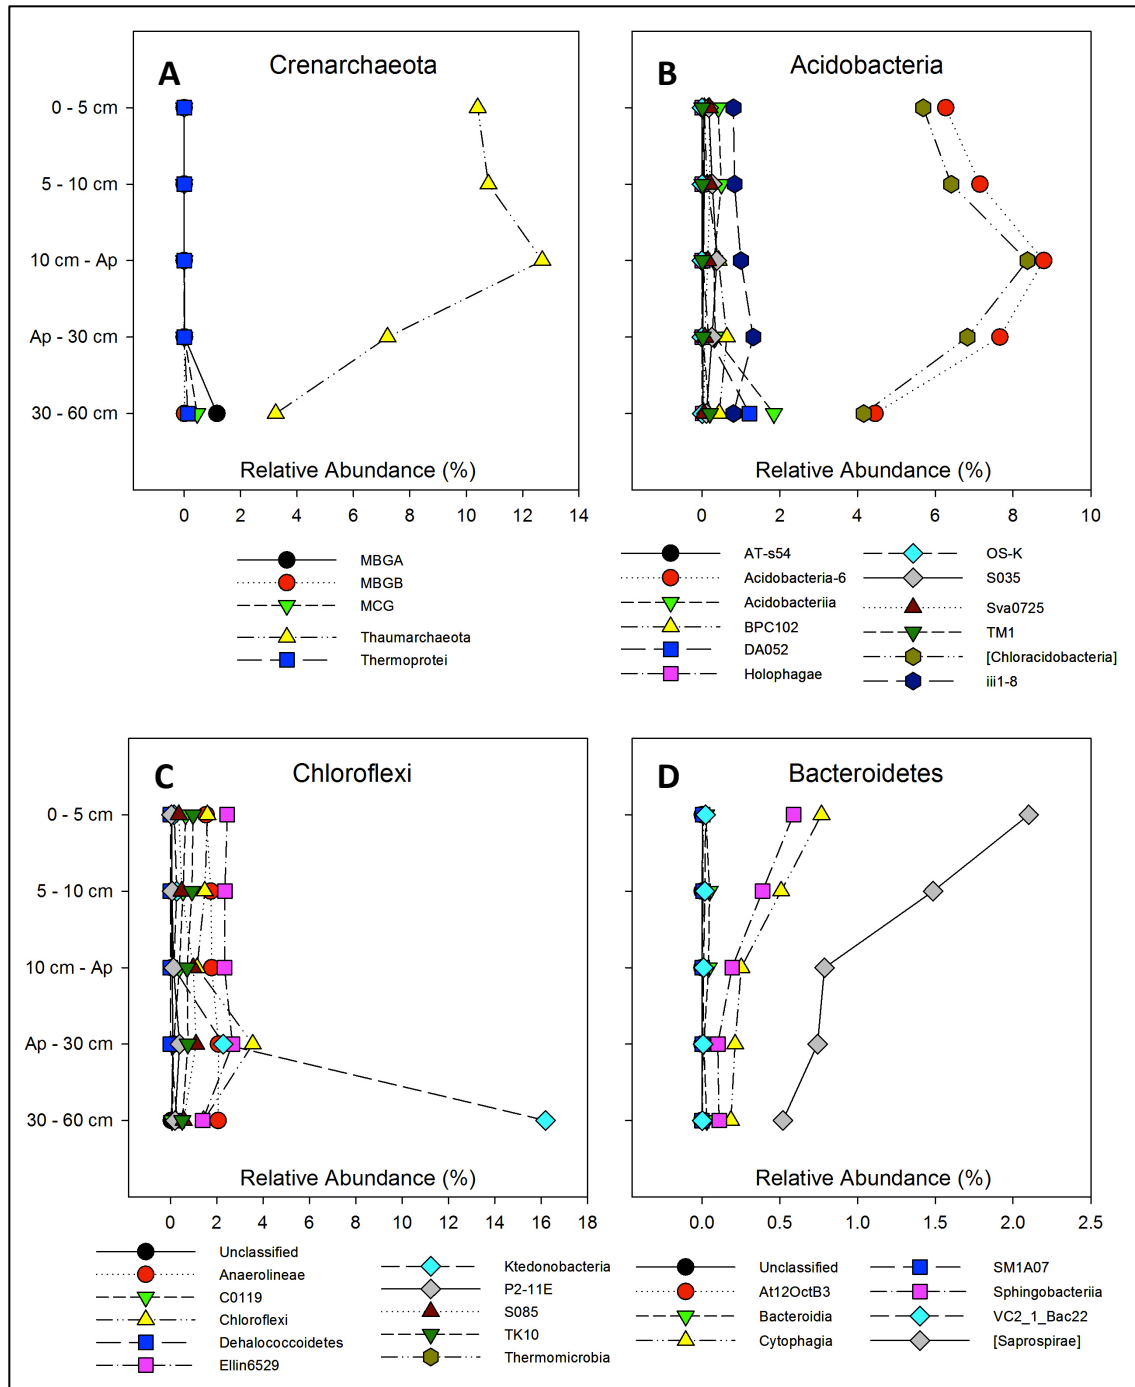 A
Crenarchaeota
0 - 5 cm
5 - 10 cm
10 cm - Ap
Ap - 30 cm
30 - 60 cm
Relative Abundance (%)
0 2 4 6 8 10 12 14
MBGA
MBGB
MCG
Thaumarchaeota
Thermoprotei
B
Acidobacteria
Relative Abundance (%)
0 2 4 6 8 10
AT-s54
Acidobacteria-6
Acidobacteriia
BPC102
DA052
Holophagae
OS-K
S035
Sva0725
TM1
[Chloracidobacteria]
iii1-8
C
Chloroflexi
0 - 5 cm
5 - 10 cm
10 cm - Ap
Ap - 30 cm
30 - 60 cm
Relative Abundance (%)
0 2 4 6 8 10 12 14 16 18
Unclassified
Anaerolineae
C0119
Chloroflexi
Dehalococcoidetes
Ellin6529
Ktedonobacteria
P2-11E
S085
TK10
Thermomicrobia
D
Bacteroidetes
Relative Abundance (%)
0.0 0.5 1.0 1.5 2.0 2.5
Unclassified
At12OctB3
Bacteroidia
Cytophagia
SM1A07
Sphingobacteriia
VC2_1_Bac22
[Saprospirae]